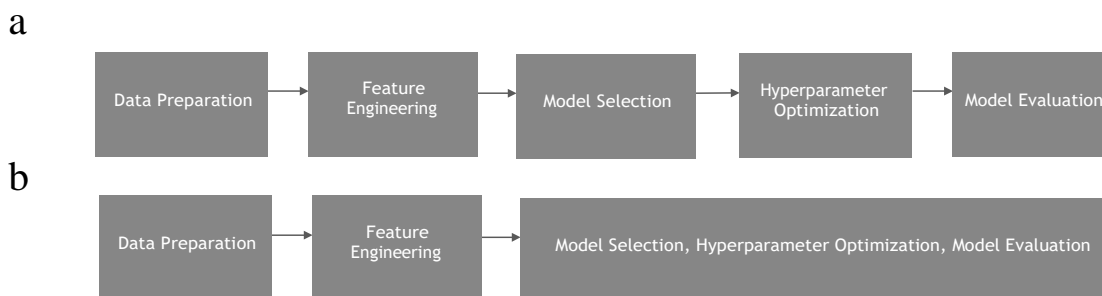 a
Data Preparation
Feature
Engineering
Model Selection
Hyperparameter
Optimization
Model Evaluation
b
Data Preparation
Feature
Engineering
Model Selection, Hyperparameter Optimization, Model Evaluation